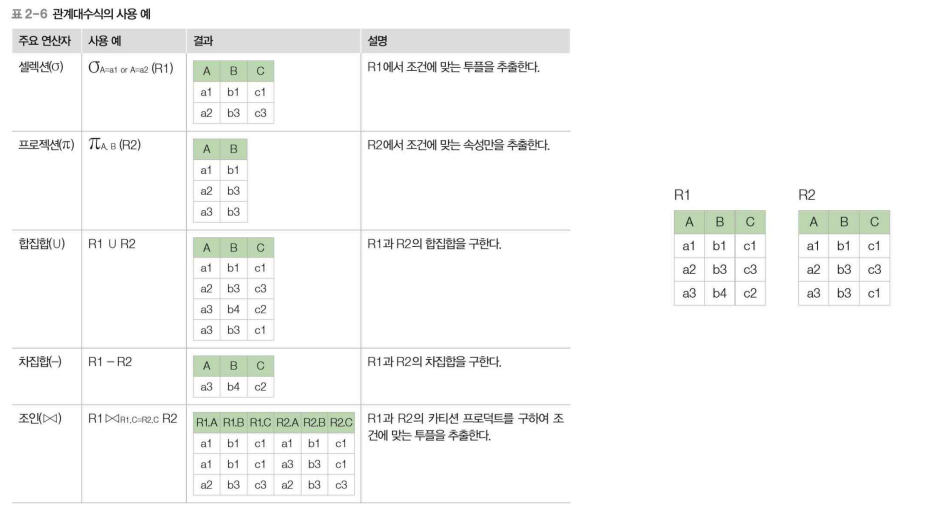 표 2-6 관계대수식의 사용 예
주요 연산자 사용 예 결과 설명
셀렉션(σ) σA=a1 or A=a2 (R1)
A B C
a1 b1 c1
a2 b3 c3
R1에서 조건에 맞는 투플을 추출한다.
프로젝션(π) πA, B (R2)
A B
a1 b1
a2 b3
a3 b3
R2에서 조건에 맞는 속성만을 추출한다.
합집합(∪) R1 ∪ R2
A B C
a1 b1 c1
a2 b3 c3
a3 b4 c2
a3 b3 c1
R1과 R2의 합집합을 구한다.
차집합(−) R1 − R2
A B C
a3 b4 c2
R1과 R2의 차집합을 구한다.
조인(⋈) R1⋈R1.C=R2.C R2
R1.A R1.B R1.C R2.A R2.B R2.C
a1 b1 c1 a1 b1 c1
a1 b1 c1 a3 b3 c1
a2 b3 c3 a2 b3 c3
R1과 R2의 카티션 프로덕트를 구하여 조
건에 맞는 투플을 추출한다.
R1
A B C
a1 b1 c1
a2 b3 c3
a3 b4 c2
R2
A B C
a1 b1 c1
a2 b3 c3
a3 b3 c1